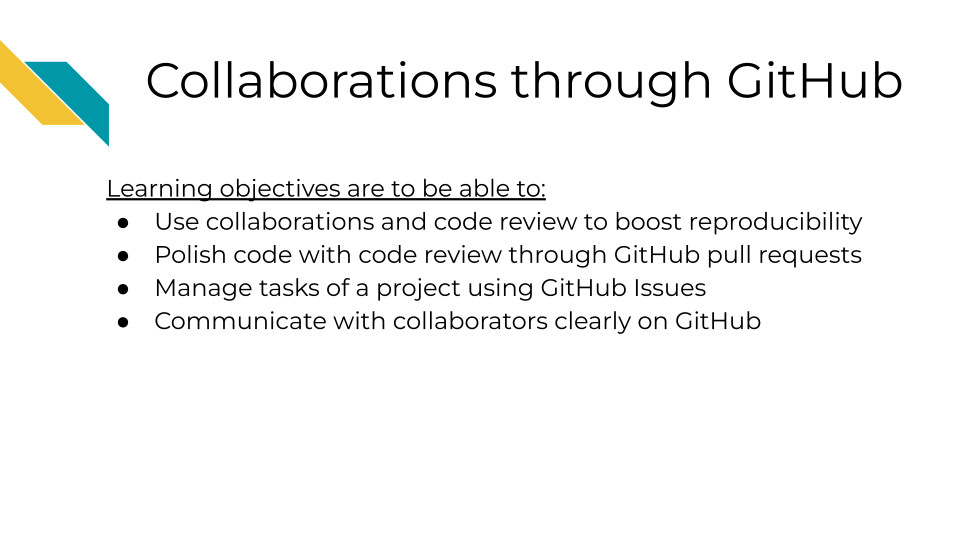 Collaborations through GitHub
Learning objectives are to be able to:
● Use collaborations and code review to boost reproducibility
● Polish code with code review through GitHub pull requests
● Manage tasks of a project using GitHub Issues
● Communicate with collaborators clearly on GitHub